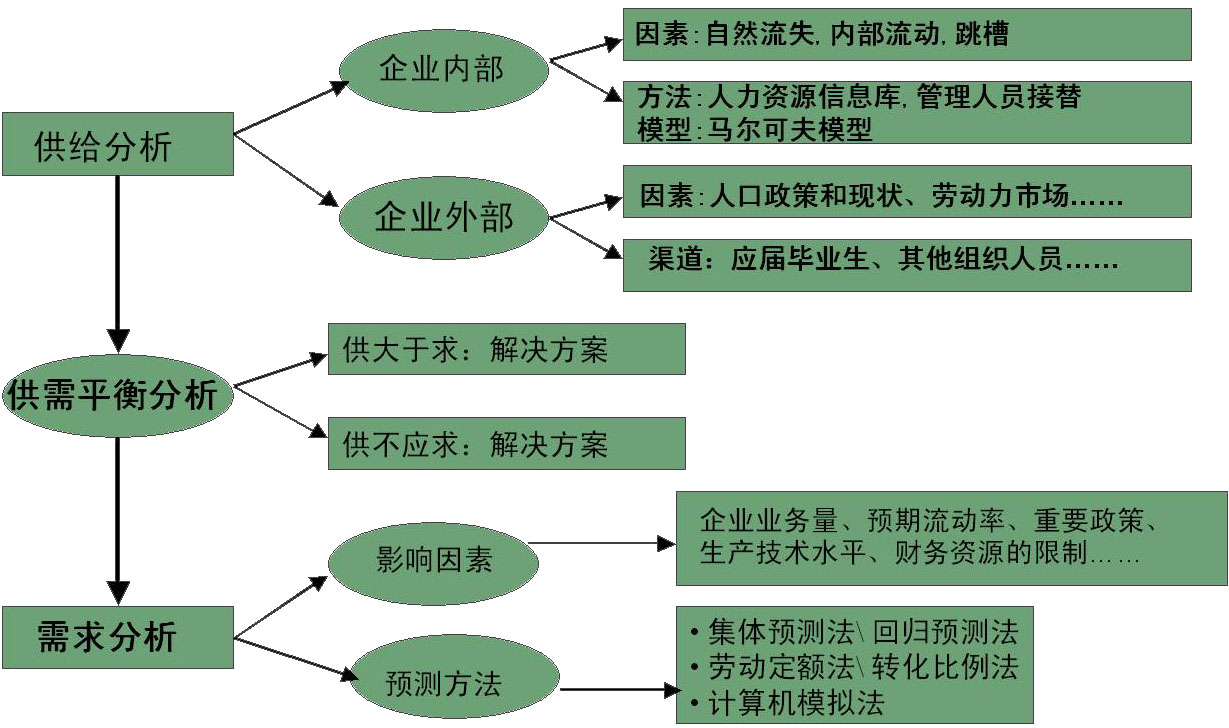 企业内部
因素:自然流失,内部流动,跳槽
方法:人力资源信息库,管理人员接替
模型:马尔可夫模型
供给分析
企业外部
因素:人口政策和现状、劳动力市场……
渠道：应届毕业生、其他组织人员……
供需平衡分析
供大于求：解决方案
供不应求：解决方案
影响因素
企业业务量、预期流动率、重要政策、
生产技术水平、财务资源的限制……
需求分析
预测方法
•集体预测法\回归预测法
•劳动定额法\转化比例法
•计算机模拟法